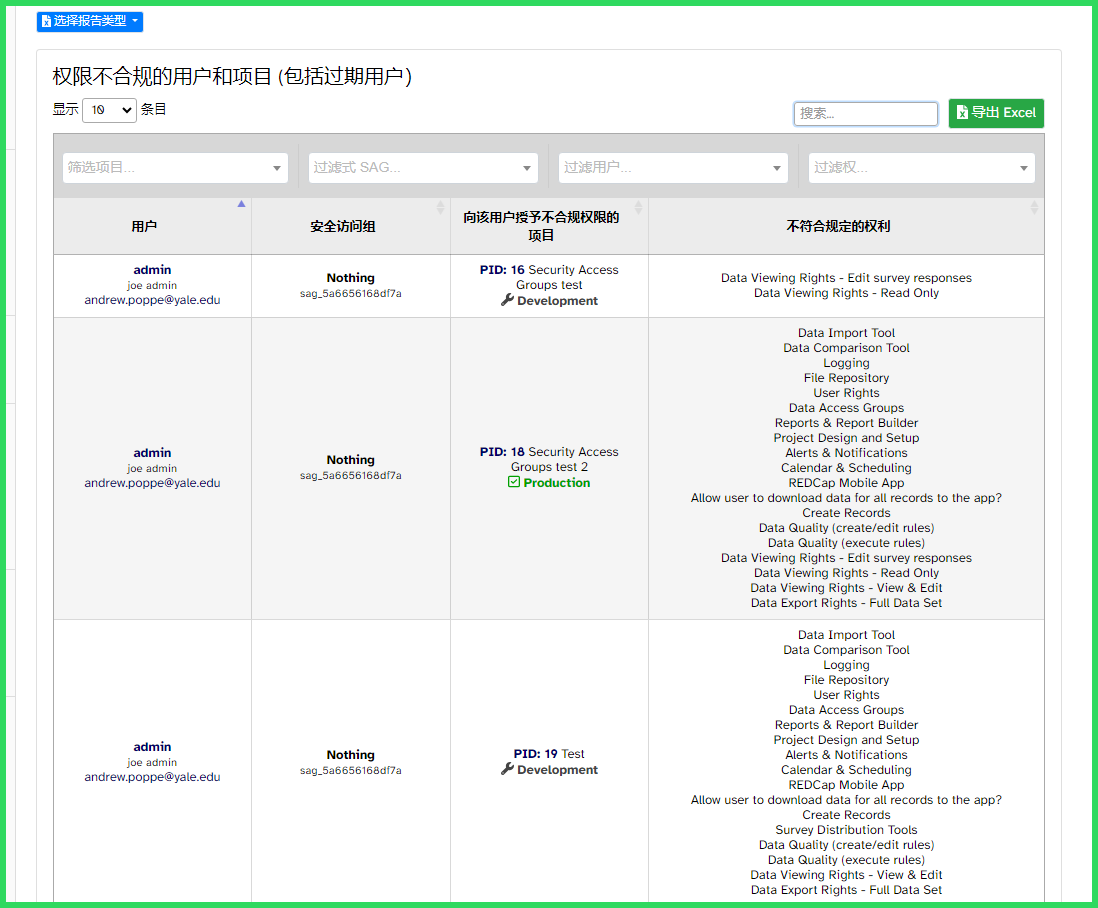 选择报告类型
权限不合规的用户和项目 (包括过期用户)
显示 10 条目
搜索...
导出 Excel
筛选项目... 过滤式 SAG... 过滤用户... 过滤权...
用户 安全访问组 向该用户授予不合规权限的 不符合规定的权利
项目
admin
joe admin
andrew.poppe@yale.edu
Nothing
sag_5a6656168df7a
PID: 16 Security Access
Groups test
Development
Data Viewing Rights - Edit survey responses
Data Viewing Rights - Read Only
admin
joe admin
andrew.poppe@yale.edu
Nothing
sag_5a6656168df7a
PID: 18 Security Access
Groups test 2
Production
Data Import Tool
Data Comparison Tool
Logging
File Repository
User Rights
Data Access Groups
Reports & Report Builder
Project Design and Setup
Alerts & Notifications
Calendar & Scheduling
REDCap Mobile App
Allow user to download data for all records to the app?
Create Records
Data Quality (create/edit rules)
Data Quality (execute rules)
Data Viewing Rights - Edit survey responses
Data Viewing Rights - Read Only
Data Viewing Rights - View & Edit
Data Export Rights - Full Data Set
admin
joe admin
andrew.poppe@yale.edu
Nothing
sag_5a6656168df7a
PID: 19 Test
Development
Data Import Tool
Data Comparison Tool
Logging
File Repository
User Rights
Data Access Groups
Reports & Report Builder
Project Design and Setup
Alerts & Notifications
Calendar & Scheduling
REDCap Mobile App
Allow user to download data for all records to the app?
Create Records
Survey Distribution Tools
Data Quality (create/edit rules)
Data Quality (execute rules)
Data Viewing Rights - View & Edit
Data Export Rights - Full Data Set